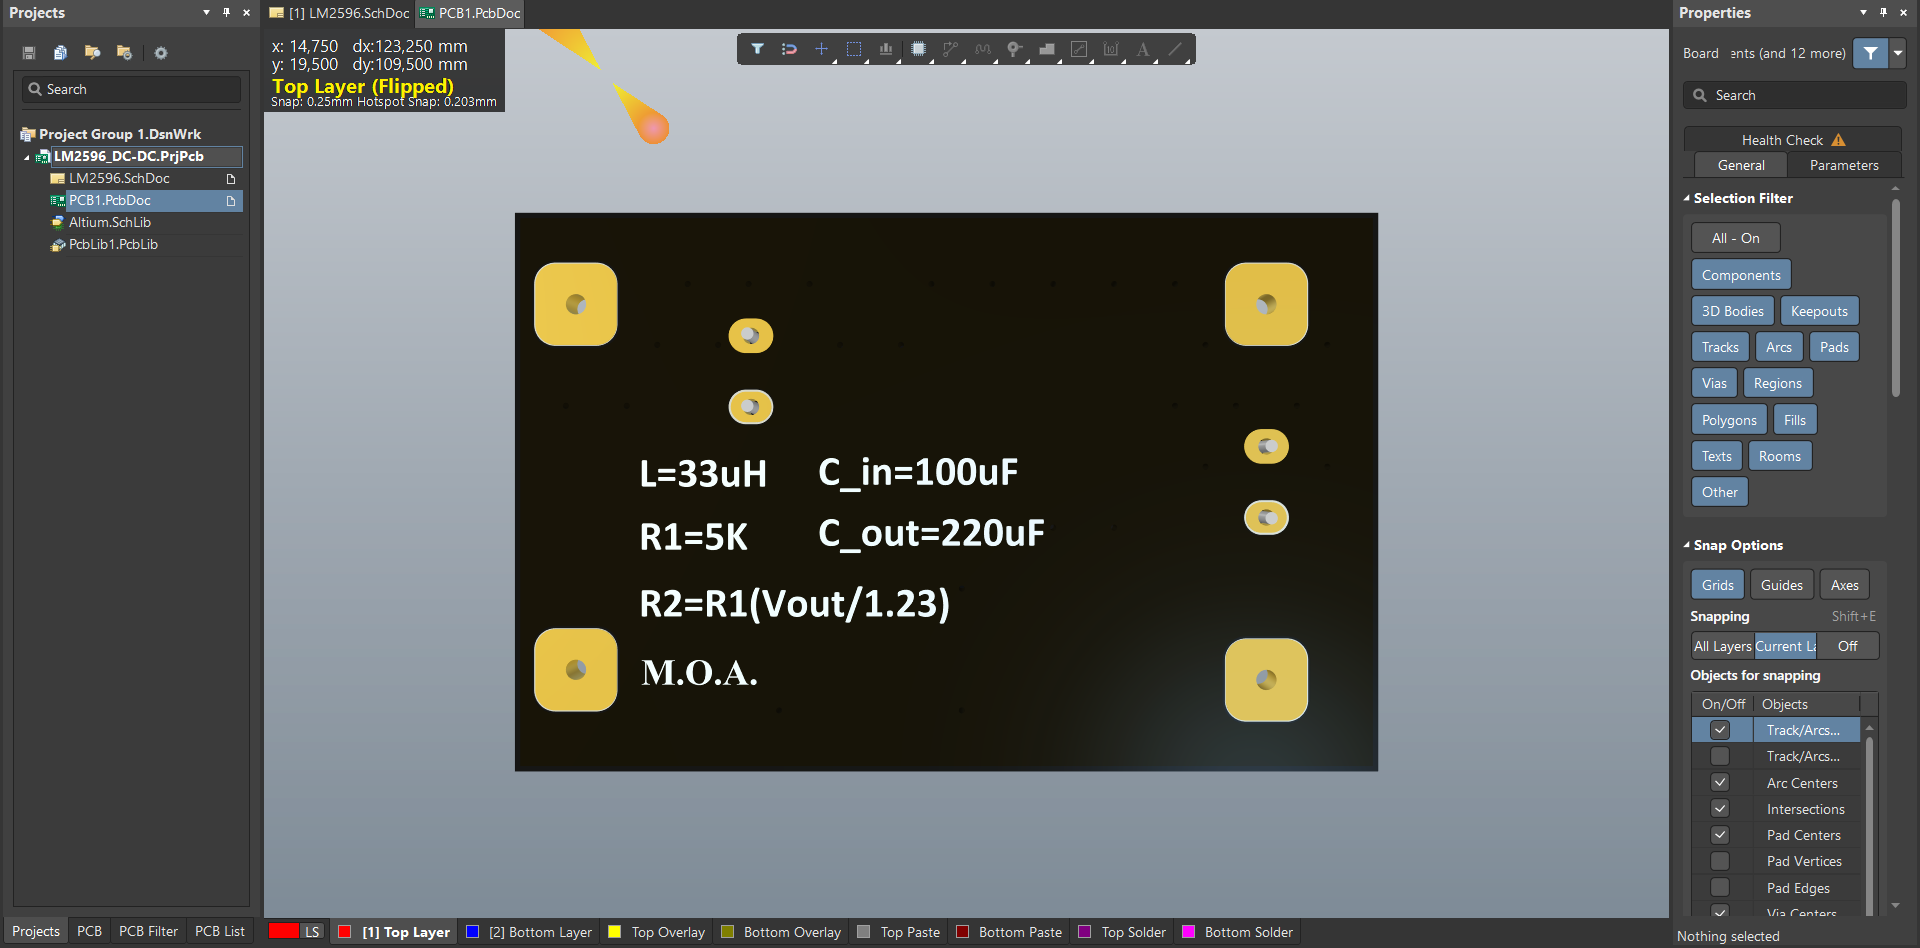 Projects
Search
Project Group 1.DsnWrk
LM2596_DC-DC.PrjPcb
LM2596.SchDoc
PCB1.PcbDoc
Altium.SchLib
PcbLib1.PcbLib
Projects PCB PCB Filter PCB List
[1] LM2596.SchDoc PCB1.PcbDoc
x: 14,750 dx:123,250 mm
y: 19,500 dy:109,500 mm
Top Layer (Flipped)
Snap: 0.25mm Hotspot Snap: 0.203mm
L=33uH C_in=100uF
R1=5K C_out=220uF
R2=R1(Vout/1.23)
M.O.A.
LS [1] Top Layer [2] Bottom Layer Top Overlay Bottom Overlay Top Paste Bottom Paste Top Solder Bottom Solder
Properties
Board ents (and 12 more)
Search
Health Check
General Parameters
Selection Filter
All - On
Components
3D Bodies Keepouts
Tracks Arcs Pads
Vias Regions
Polygons Fills
Texts Rooms
Other
Snap Options
Grids Guides Axes
Snapping Shift+E
All Layers Current La Off
Objects for snapping
On/Off Objects
Track/Arcs...
Track/Arcs...
Arc Centers
Intersections
Pad Centers
Pad Vertices
Pad Edges
Via Centers
Nothing selected